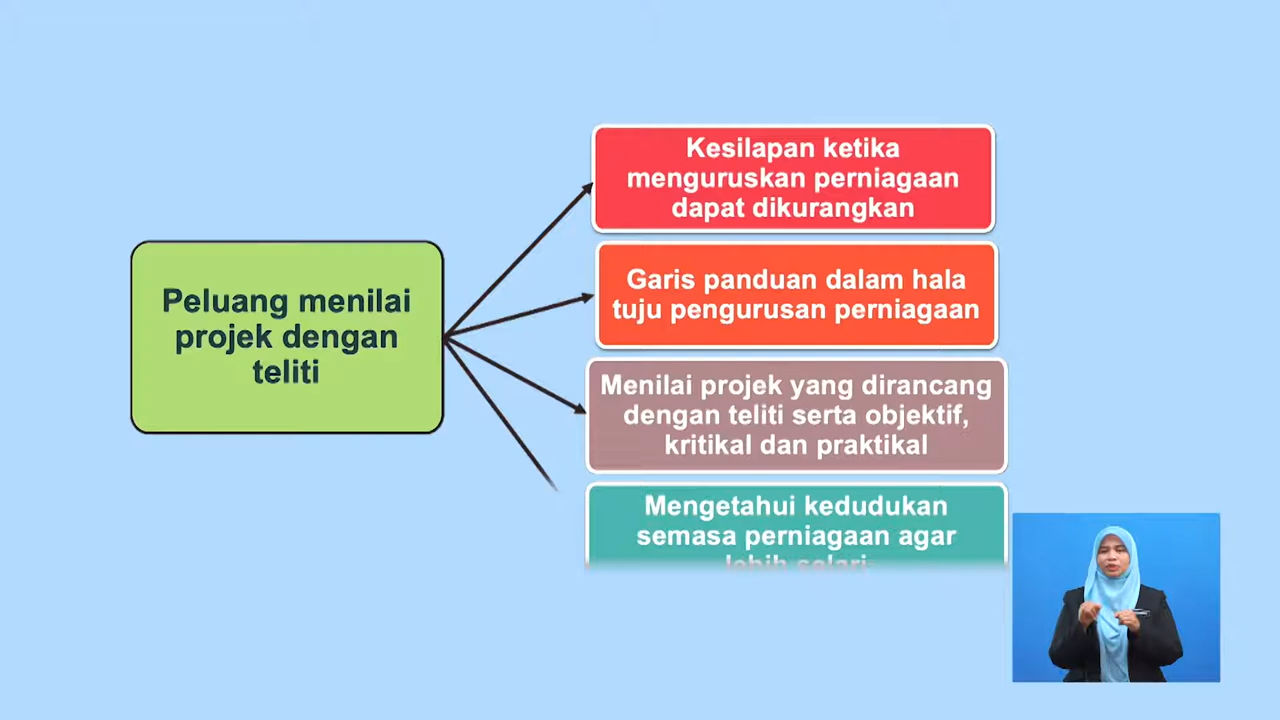 Peluang menilai
projek dengan
teliti
Kesilapan ketika
menguruskan perniagaan
dapat dikurangkan
Garis panduan dalam hala
tuju pengurusan perniagaan
Menilai projek yang dirancang
dengan teliti serta objektif,
kritikal dan praktikal
Mengetahui kedudukan
semasa perniagaan agar
lebih